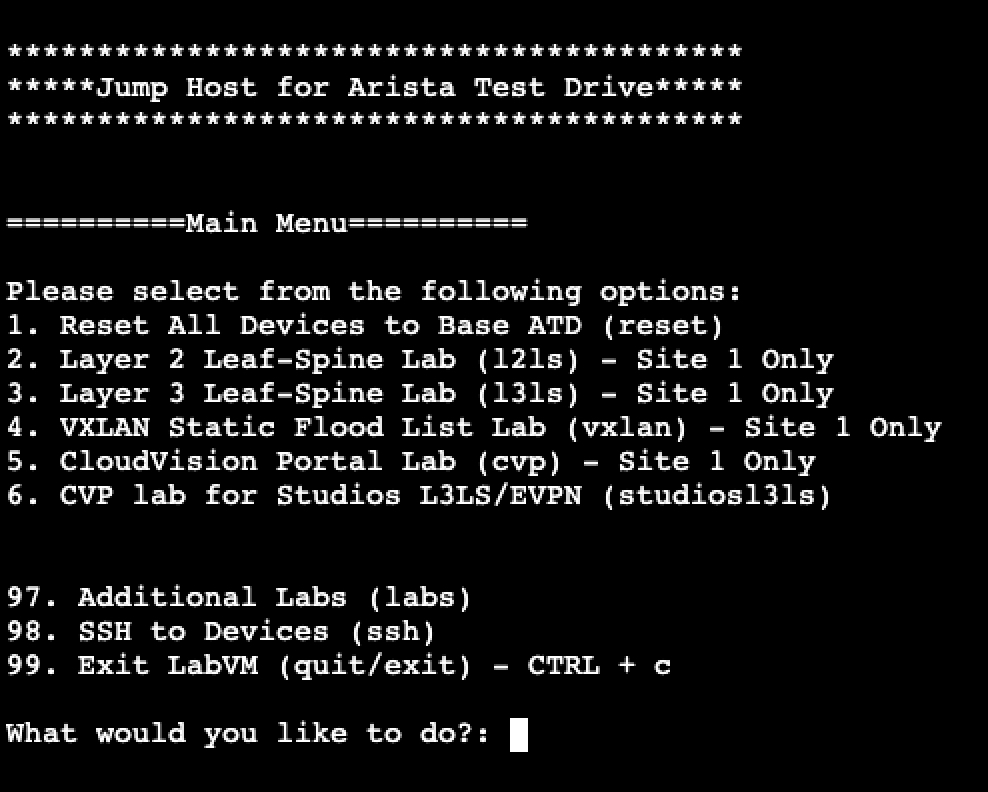 *****************************************
*****Jump Host for Arista Test Drive*****
*****************************************
==========Main Menu==========
Please select from the following options:
1. Reset All Devices to Base ATD (reset)
2. Layer 2 Leaf-Spine Lab (l2ls) - Site 1 Only
3. Layer 3 Leaf-Spine Lab (l3ls) - Site 1 Only
4. VXLAN Static Flood List Lab (vxlan) - Site 1 Only
5. CloudVision Portal Lab (cvp) - Site 1 Only
6. CVP lab for Studios L3LS/EVPN (studiosl3ls)
97. Additional Labs (labs)
98. SSH to Devices (ssh)
99. Exit LabVM (quit/exit) - CTRL + c
What would you like to do?: